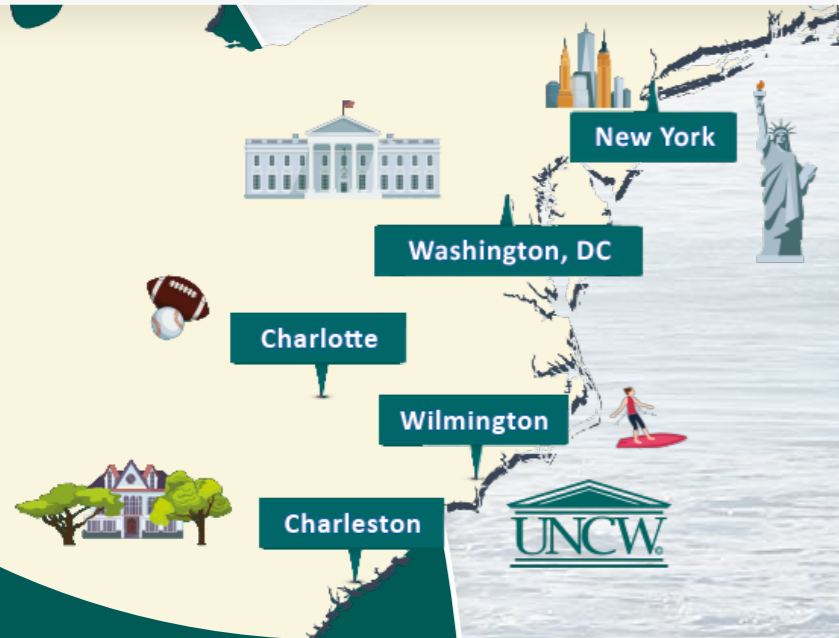 New York
Washington, DC
Charlotte
Wilmington
Charleston
UNCW